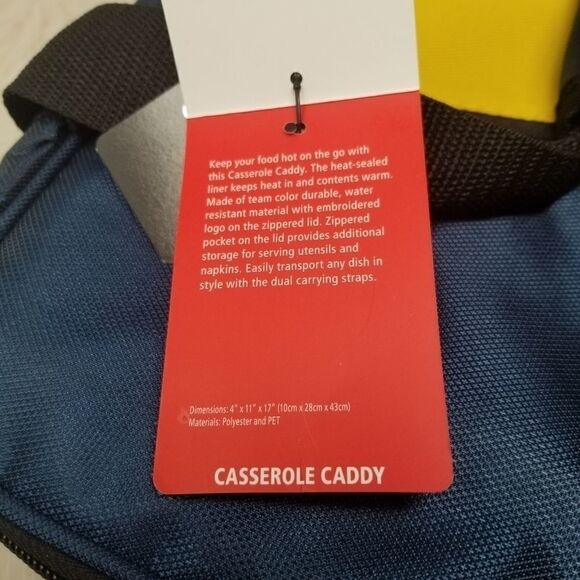 Keep your food hot on the go with
this Casserole Caddy. The heat-sealed
liner keeps heat in and contents warm.
Made of team color durable, water
resistant material with embroidered
logo on the zippered lid. Zippered
pocket on the lid provides additional
storage for serving utensils and
napkins. Easily transport any dish in
style with the dual carrying straps.
Dimensions: 4" x 11" x 17" (10cm x 28cm x 43cm)
Materials: Polyester and PET
CASSEROLE CADDY